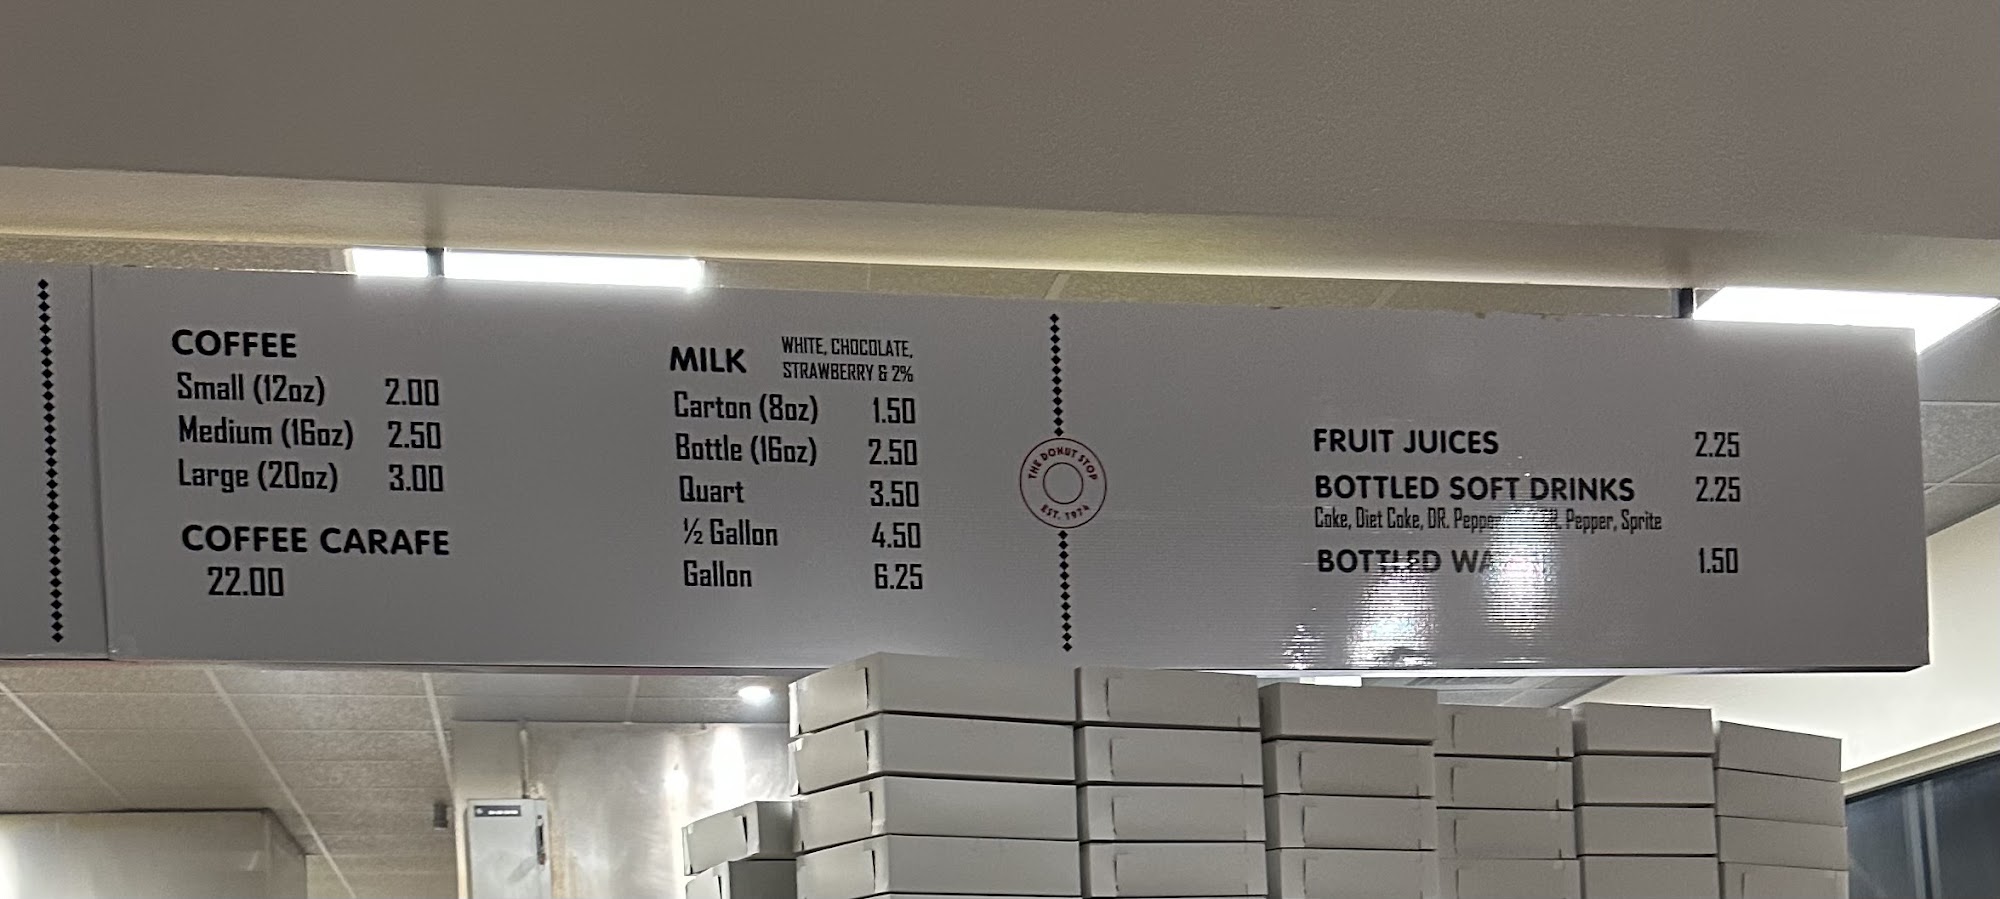 COFFEE
Small (12oz) 2.00
Medium (16oz) 2.50
Large (20oz) 3.00
COFFEE CARAFE
22.00
MILK
WHITE, CHOCOLATE,
STRAWBERRY & 2%
Carton (8oz) 1.50
Bottle (16oz) 2.50
Quart 3.50
½ Gallon 4.50
Gallon 6.25
THE DONUT STOP
EST. 1974
FRUIT JUICES 2.25
BOTTLED SOFT DRINKS 2.25
Coke, Diet Coke, DR. Pepper, Pepper, Sprite
BOTTLED 1.50